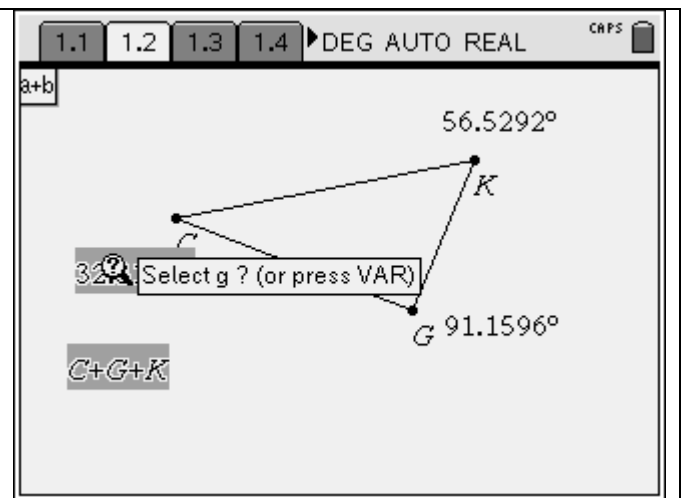 1.1 1.2 1.3 1.4 DEG AUTO REAL CAPS
a+b
56.5292°
K
C
Select g ? (or press VAR)
G 91.1596°
C+G+K